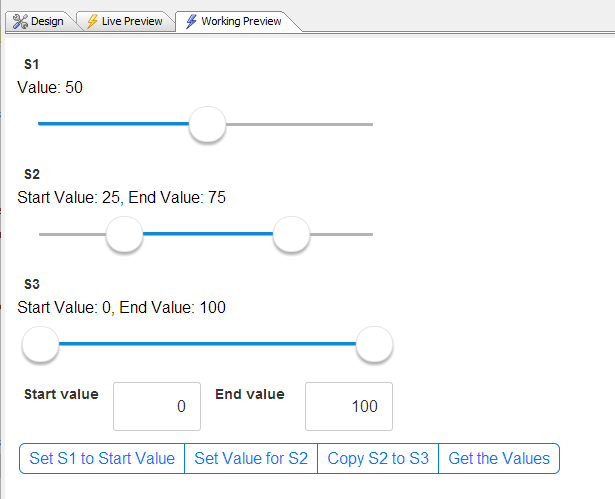 Design Live Preview Working Preview
S1
Value: 50
S2
Start Value: 25, End Value: 75
S3
Start Value: 0, End Value: 100
Start value 0 End value 100
Set S1 to Start Value Set Value for S2 Copy S2 to S3 Get the Values